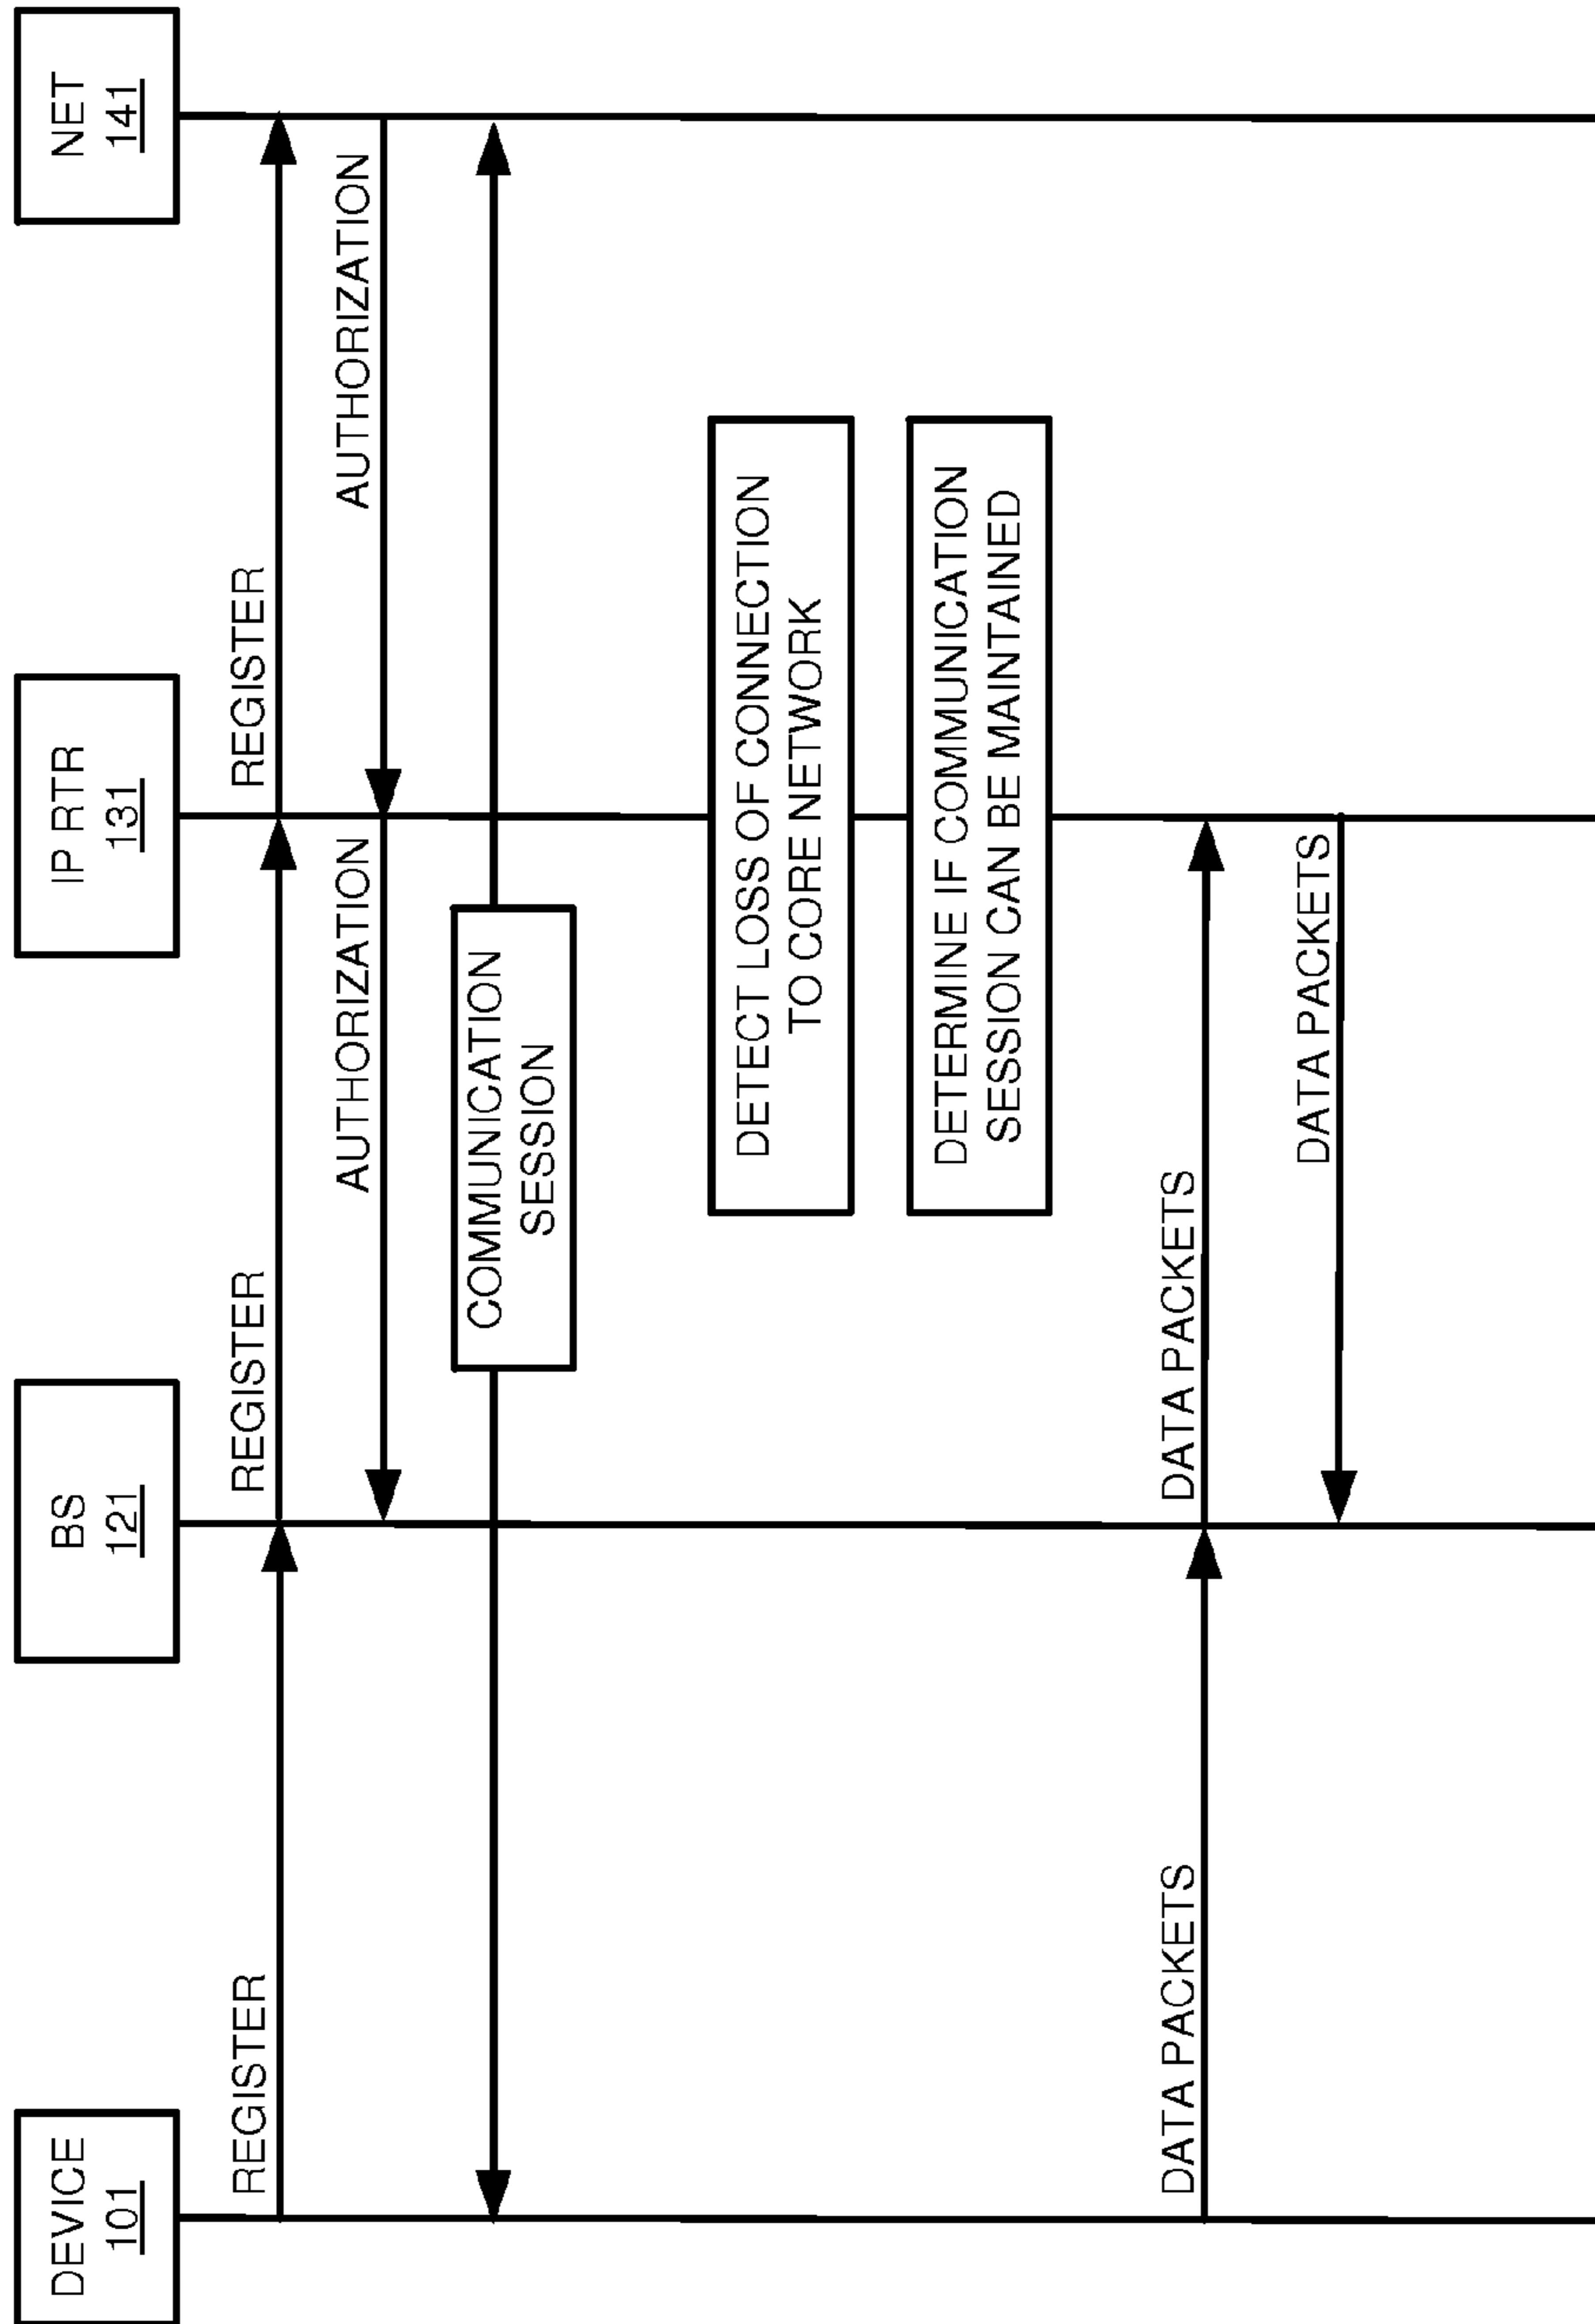 DEVICE
101
BS
121
IP RTR
131
NET
141
REGISTER
REGISTER
REGISTER
AUTHORIZATION
AUTHORIZATION
COMMUNICATION
SESSION
DETECT LOSS OF CONNECTION
TO CORE NETWORK
DETERMINE IF COMMUNICATION
SESSION CAN BE MAINTAINED
DATA PACKETS
DATA PACKETS
DATA PACKETS